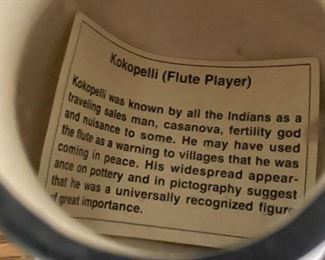 Kokopelli (Flute Player)
Kokopelli was known by all the Indians as a
traveling sales man, casanova, fertility god
and nuisance to some. He may have used
the flute as a warning to villages that he was
coming in peace. His widespread appear-
ance on pottery and in pictography suggest
that he was a universally recognized figure
of great importance.